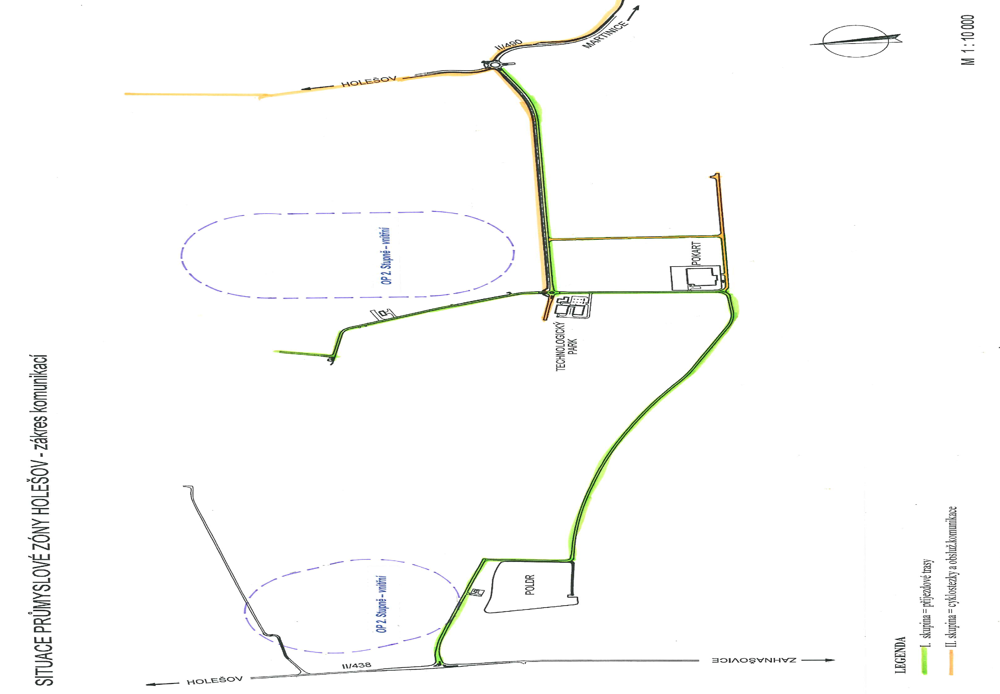 SITUACE PRŮMYSLOVÉ ZÓNY HOLEŠOV - zákres komunikací
HOLEŠOV
II/438
ZAHNAŠOVICE
OP 2. Stupně – vnitřní
POLDR
TECHNOLOGICKÝ
PARK
OP 2. Stupně – vnitřní
POKART
HOLEŠOV
II/490
MARTINICE
LEGENDA
I. skupina = příjezdové trasy
II. skupina = cyklostezky a obsluž.komunikace
M 1 : 10 000